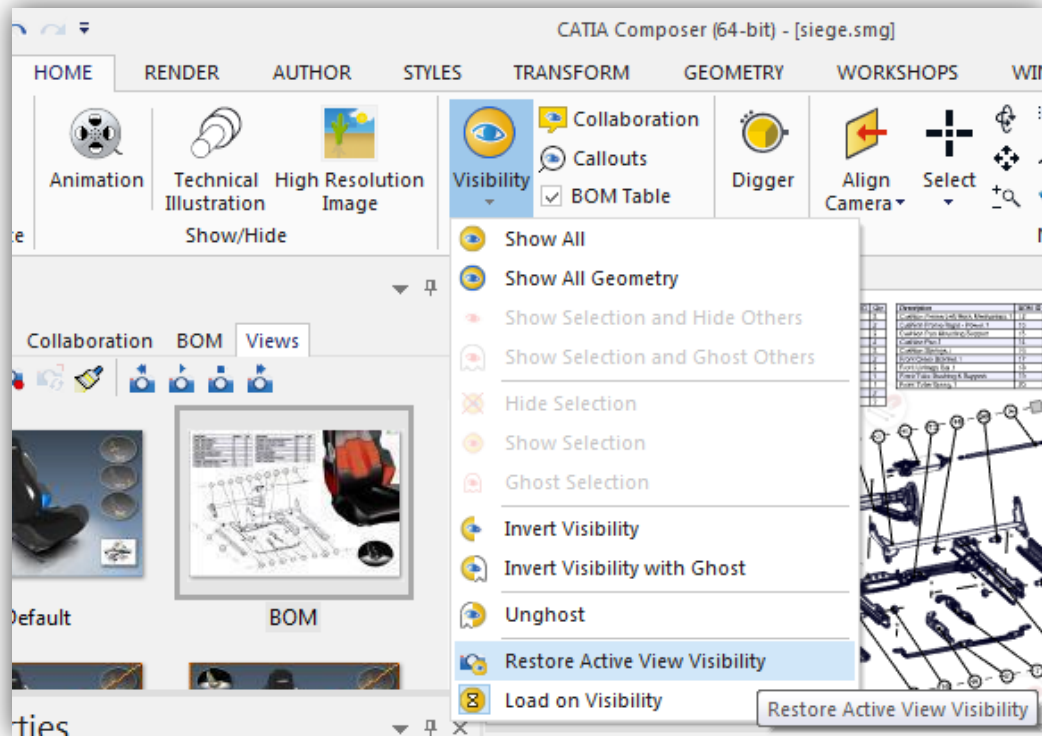 CATIA Composer (64-bit) - [siege.smg]
HOME RENDER AUTHOR STYLES TRANSFORM GEOMETRY WORKSHOPS
Animation
Technical
Illustration
High Resolution
Image
Visibility
Collaboration
Callouts
BOM Table
Digger
Align
Camera
Select
Show/Hide
Show All
Show All Geometry
Show Selection and Hide Others
Show Selection and Ghost Others
Hide Selection
Show Selection
Ghost Selection
Invert Visibility
Invert Visibility with Ghost
Unghost
Restore Active View Visibility
Load on Visibility
Restore Active View Visibility
Collaboration BOM Views
Default
BOM
rties